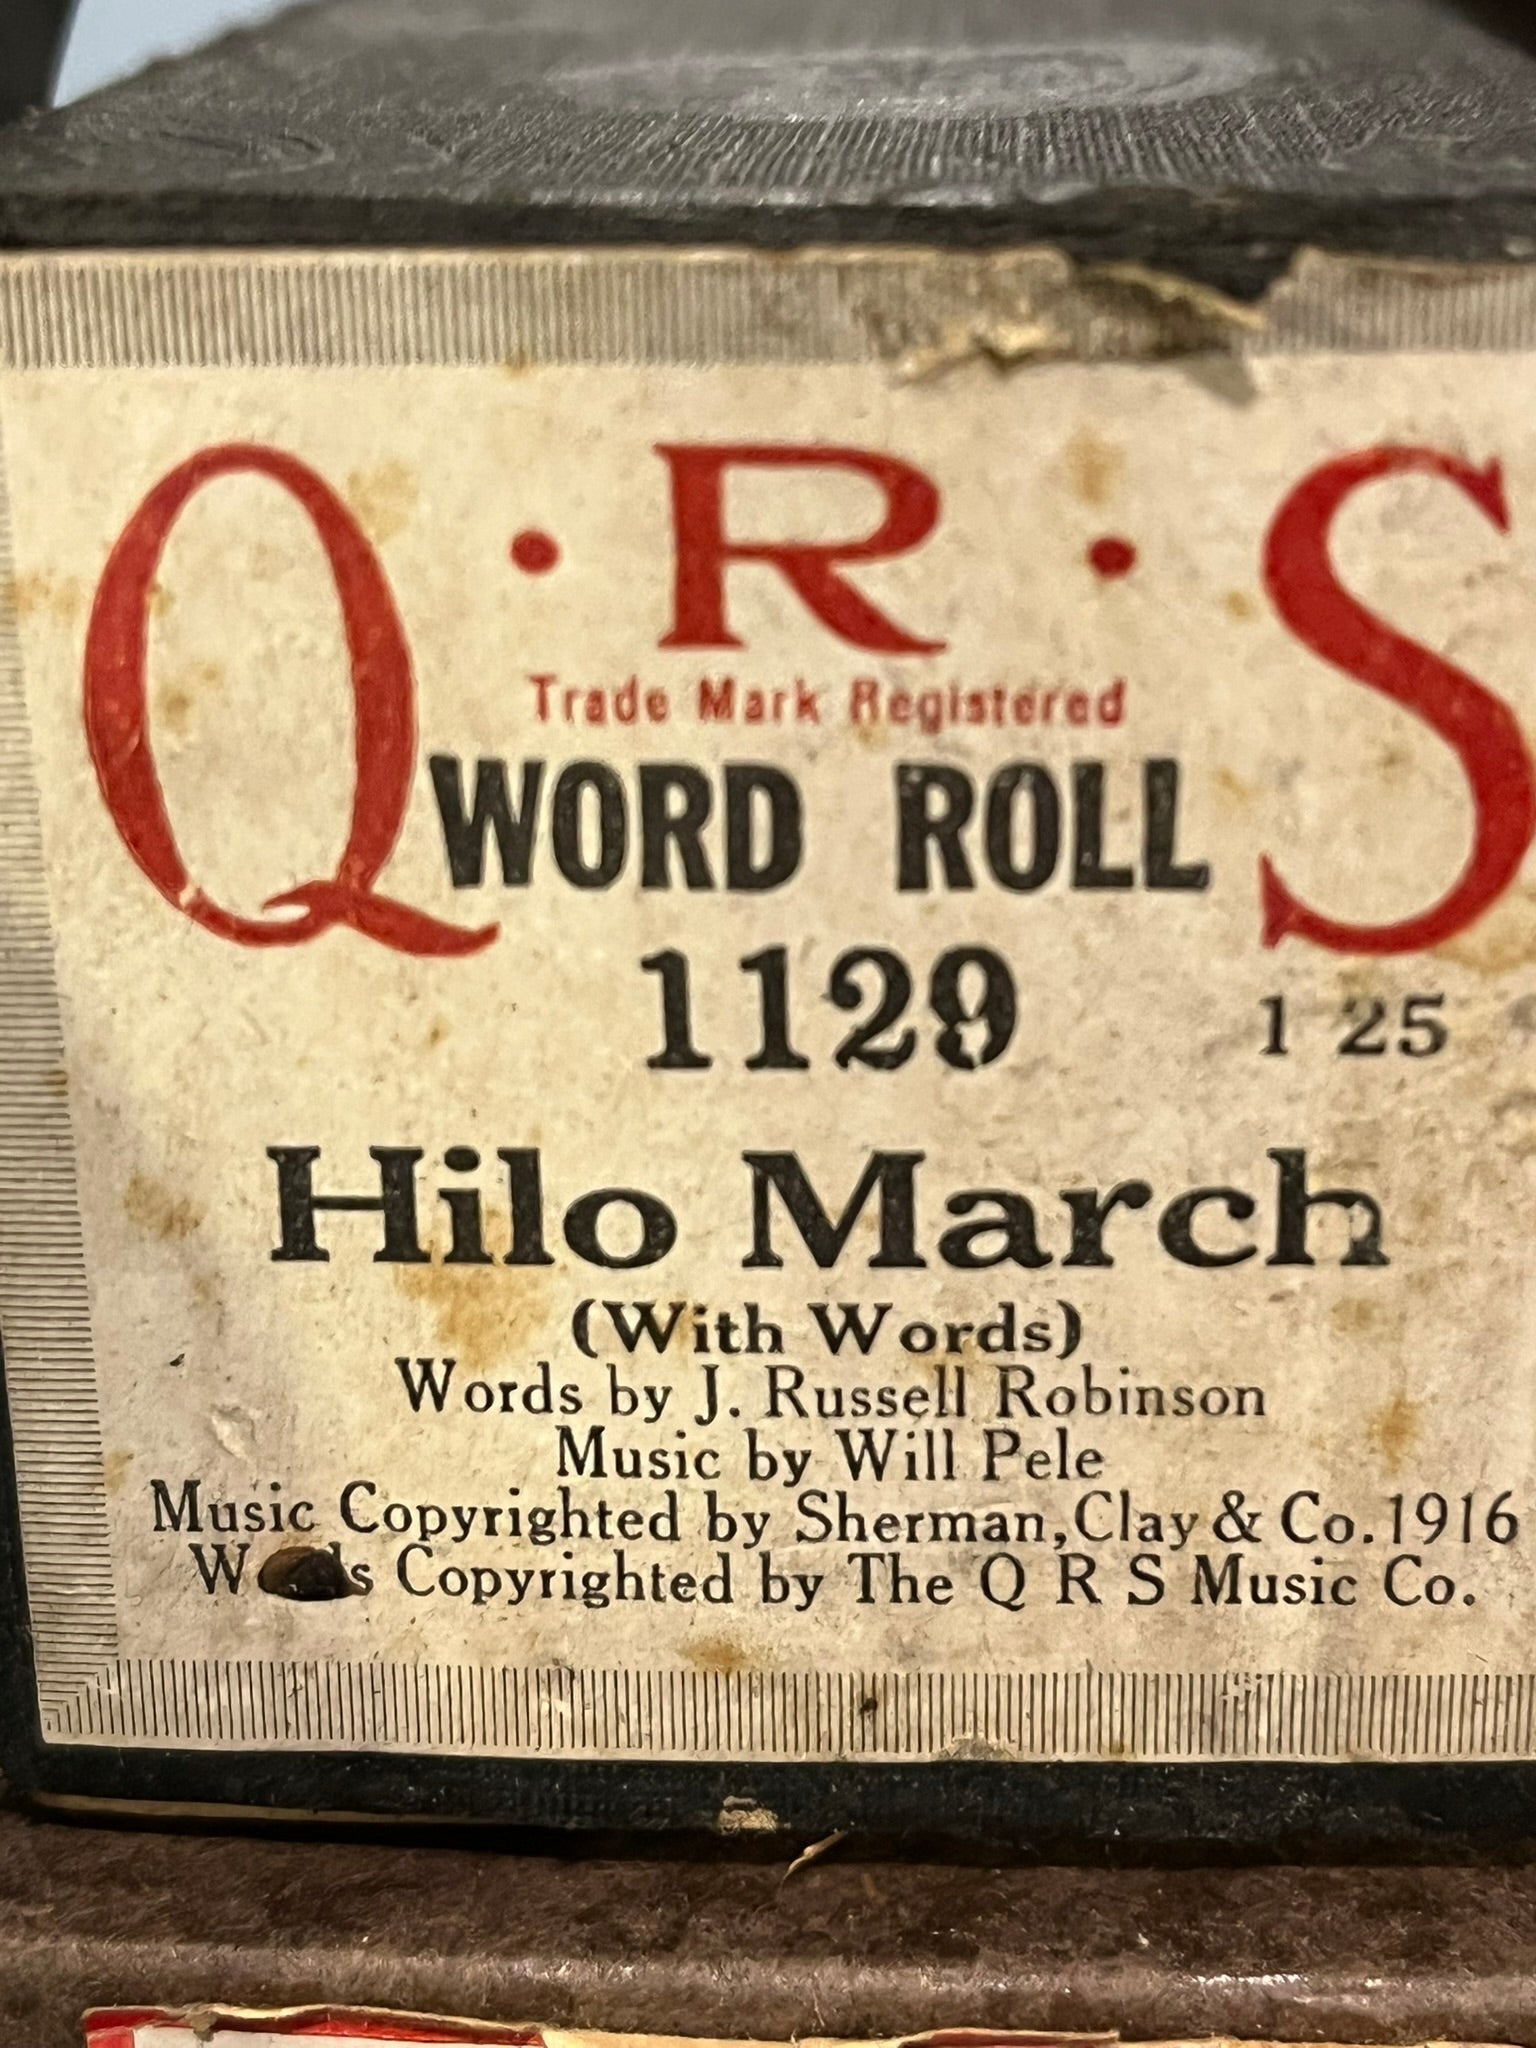 Q · R · S
Trade Mark Registered
WORD ROLL
1129
1 25
Hilo March
(With Words)
Words by J. Russell Robinson
Music by Will Pele
Music Copyrighted by Sherman, Clay & Co. 1916
Words Copyrighted by The Q R S Music Co.